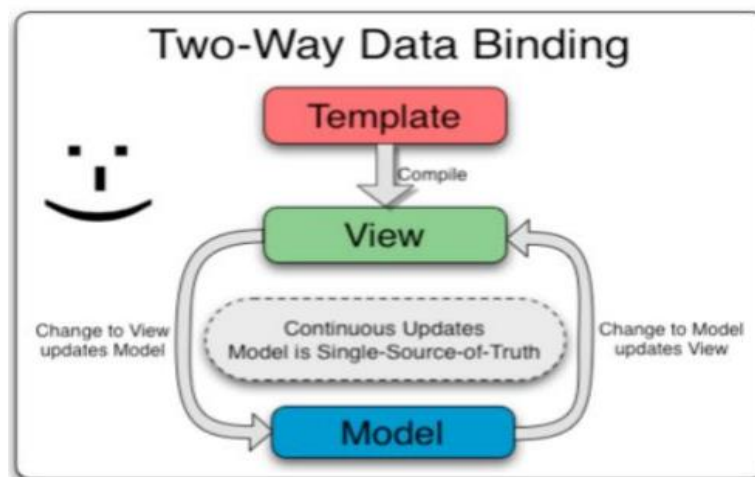 Two-Way Data Binding
Template
Compile
View
Change to View
updates Model
Continuous Updates
Model is Single-Source-of-Truth
Change to Model
updates View
Model